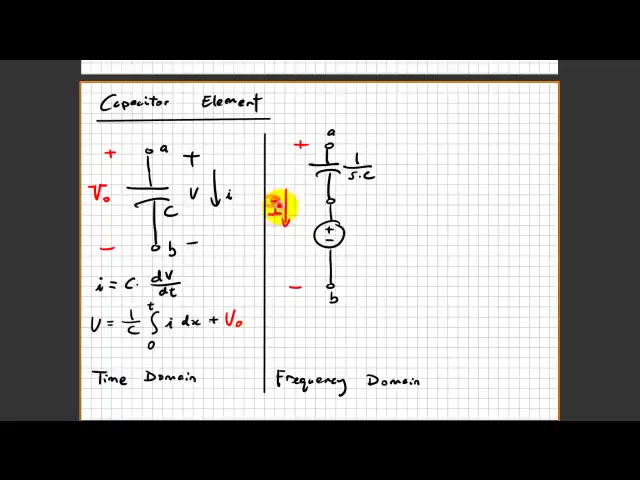 Capacitor Element
+ a +
V₀ C V i
- b -
i = C · dV/dt
V = 1/C ∫₀ᵗ i dx + V₀
Time Domain
a
+
1/s·C
I
+
-
-
b
Frequency Domain